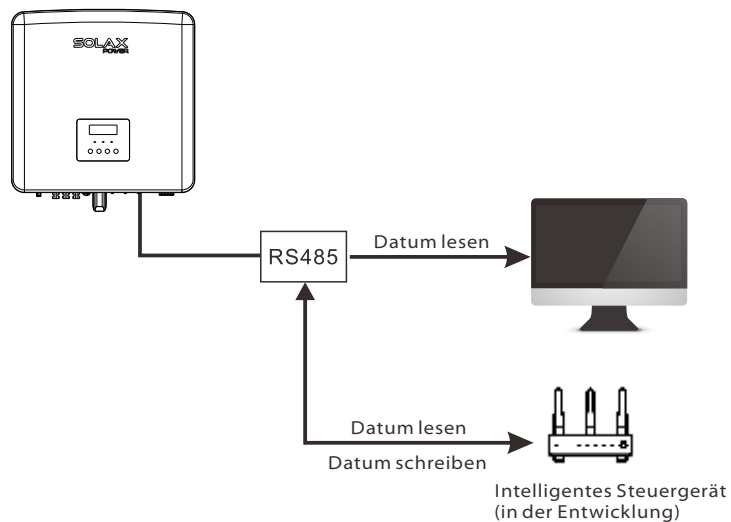 SOLAX
POWER
RS485
Datum lesen
Datum lesen
Datum schreiben
Intelligentes Steuergerät
(in der Entwicklung)